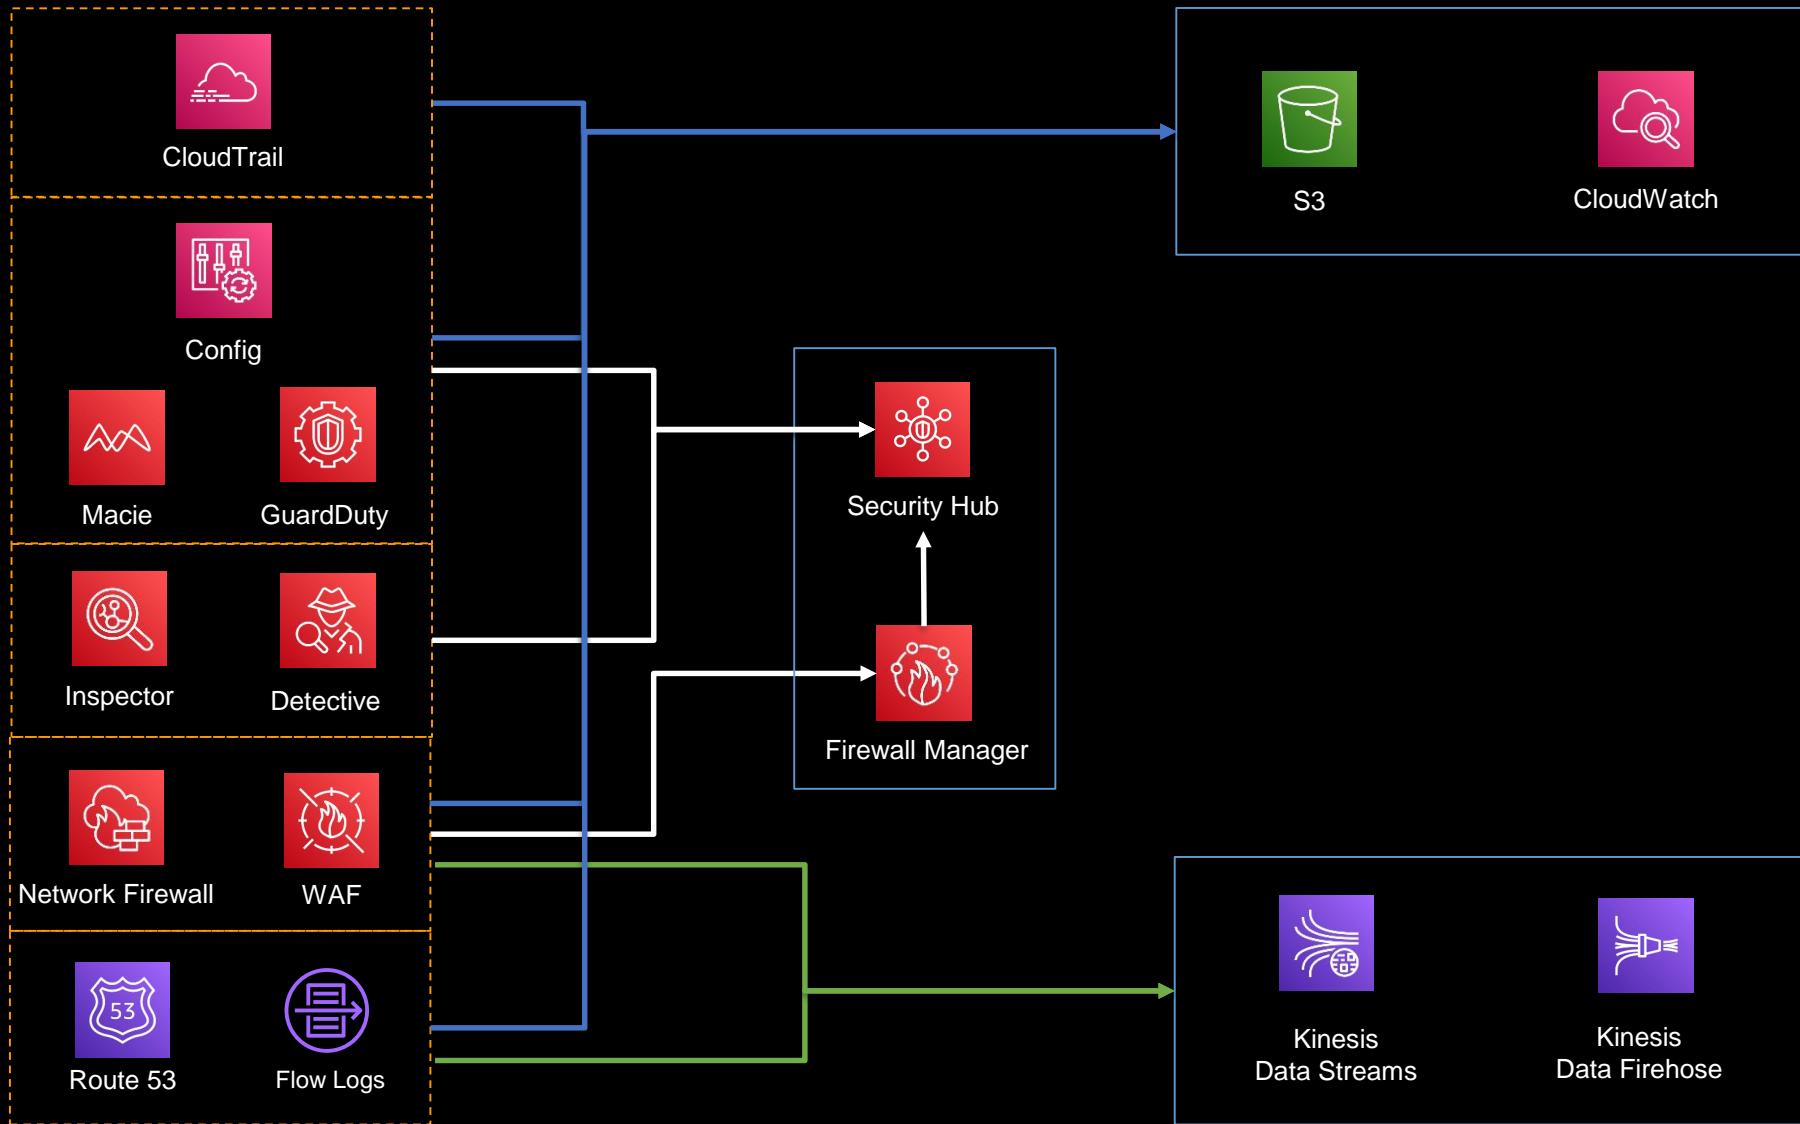 CloudTrail
S3
CloudWatch
Config
Macie
GuardDuty
Security Hub
Inspector
Detective
Firewall Manager
Network Firewall
WAF
53
Route 53
Flow Logs
Kinesis
Data Streams
Kinesis
Data Firehose